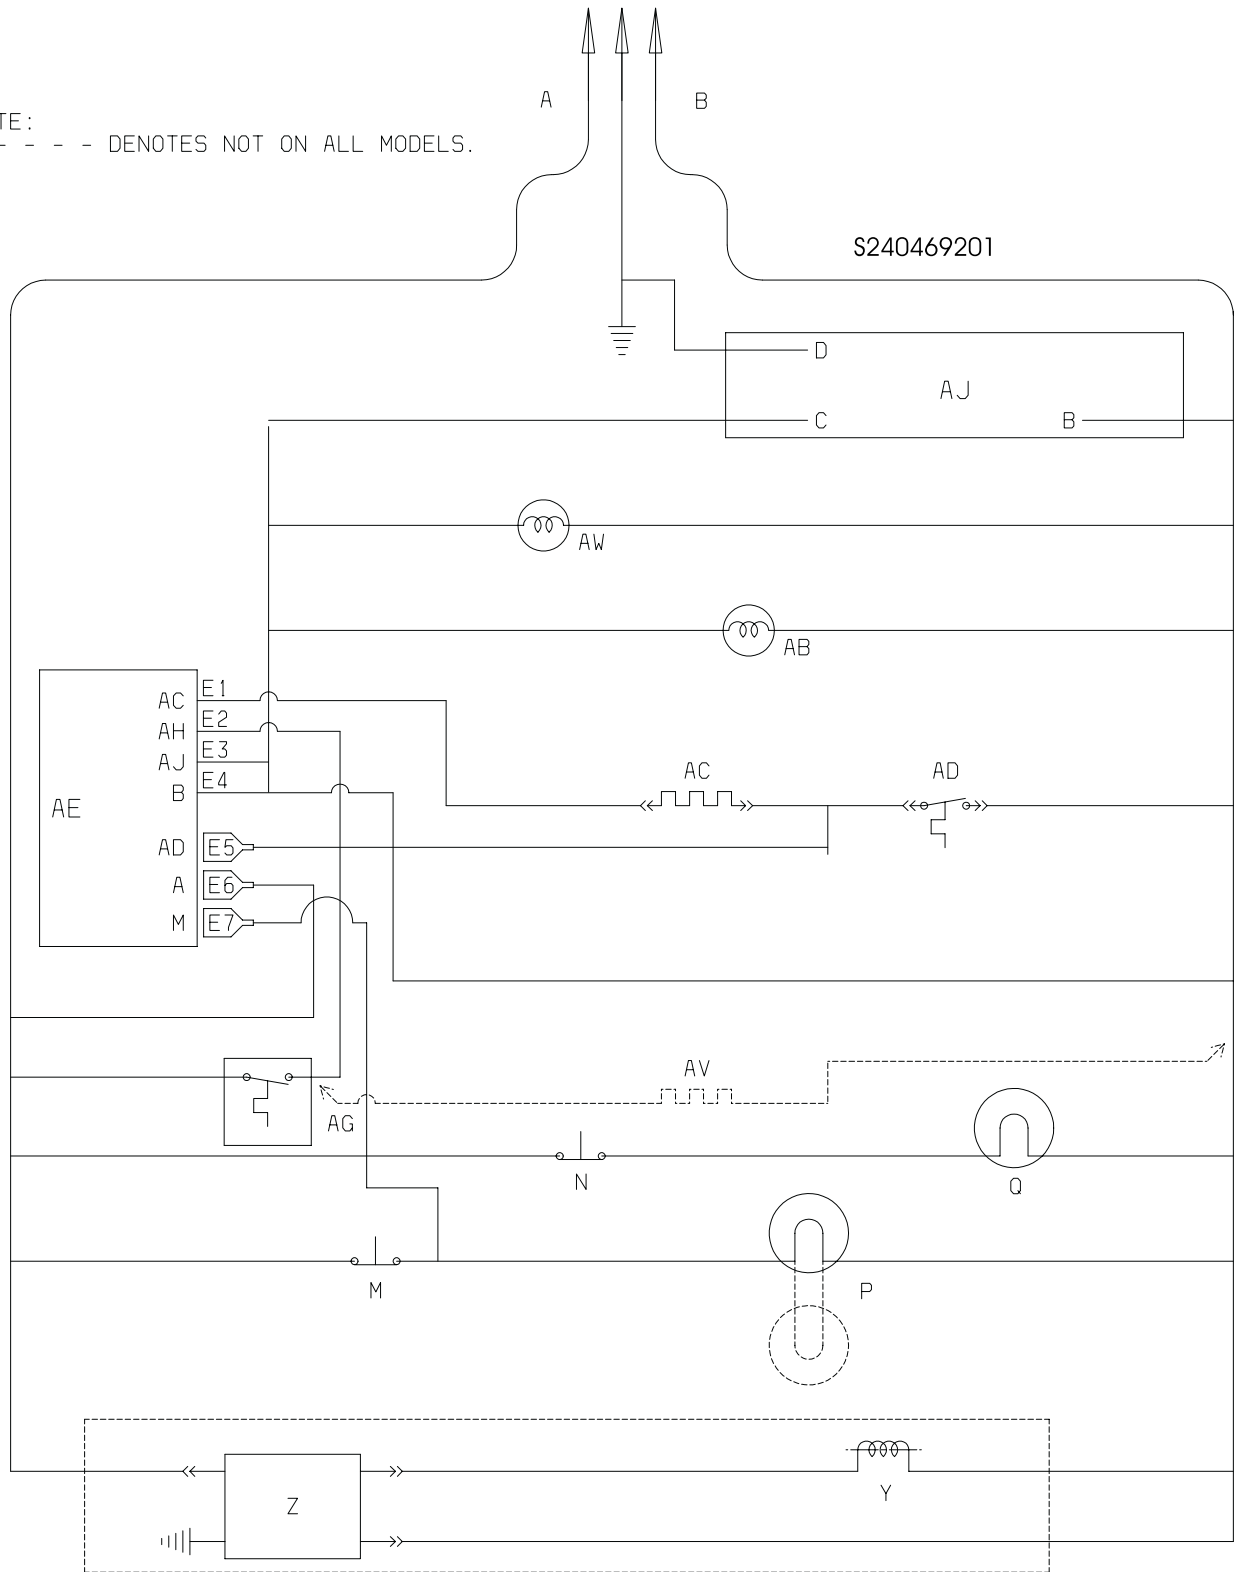 A
B
TE:
- - - - DENOTES NOT ON ALL MODELS.
S240469201
D
AJ
C
B
AW
AB
E1
AC
E2
AH
E3
AJ
E4
B
AC
AD
AE
AD
E5
A
E6
M
E7
AV
AG
N
Q
M
P
Z
Y